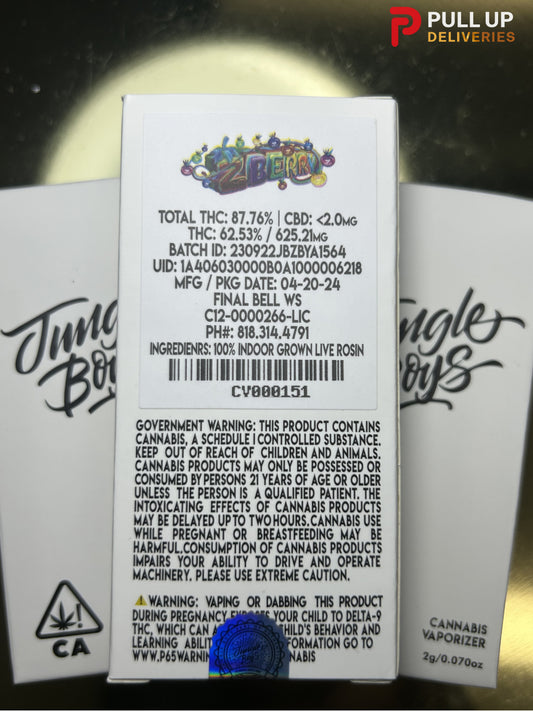 PULL UP
DELIVERIES
ZBERRY
TOTAL THC: 87.76% | CBD: <2.0MG
THC: 62.53% / 625.21MG
BATCH ID: 230922JBZBYA1564
UID: 1A406030000B0A1000006218
MFG / PKG DATE: 04-20-24
FINAL BELL WS
C12-0000266-LIC
PH#: 818.314.4791
INGREDIENRS: 100% INDOOR GROWN LIVE ROSIN
CY000151
GOVERNMENT WARNING: THIS PRODUCT CONTAINS
CANNABIS, A SCHEDULE I CONTROLLED SUBSTANCE.
KEEP OUT OF REACH OF CHILDREN AND ANIMALS.
CANNABIS PRODUCTS MAY ONLY BE POSSESSED OR
CONSUMED BY PERSONS 21 YEARS OF AGE OR OLDER
UNLESS THE PERSON IS A QUALIFIED PATIENT. THE
INTOXICATING EFFECTS OF CANNABIS PRODUCTS
MAY BE DELAYED UP TO TWO HOURS. CANNABIS USE
WHILE PREGNANT OR BREASTFEEDING MAY BE
HARMFUL.CONSUMPTION OF CANNABIS PRODUCTS
IMPAIRS YOUR ABILITY TO DRIVE AND OPERATE
MACHINERY. PLEASE USE EXTREME CAUTION.
WARNING: VAPING OR DABBING THIS PRODUCT
DURING PREGNANCY EXPOSES YOUR CHILD TO DELTA-9
THC, WHICH CAN CHILD'S BEHAVIOR AND
LEARNING FORMATION GO TO
WWW.P65WARNIN NNABIS
Jungle
Boys
Jungle
Boys
CA
CANNABIS
VAPORIZER
2g/0.070oz